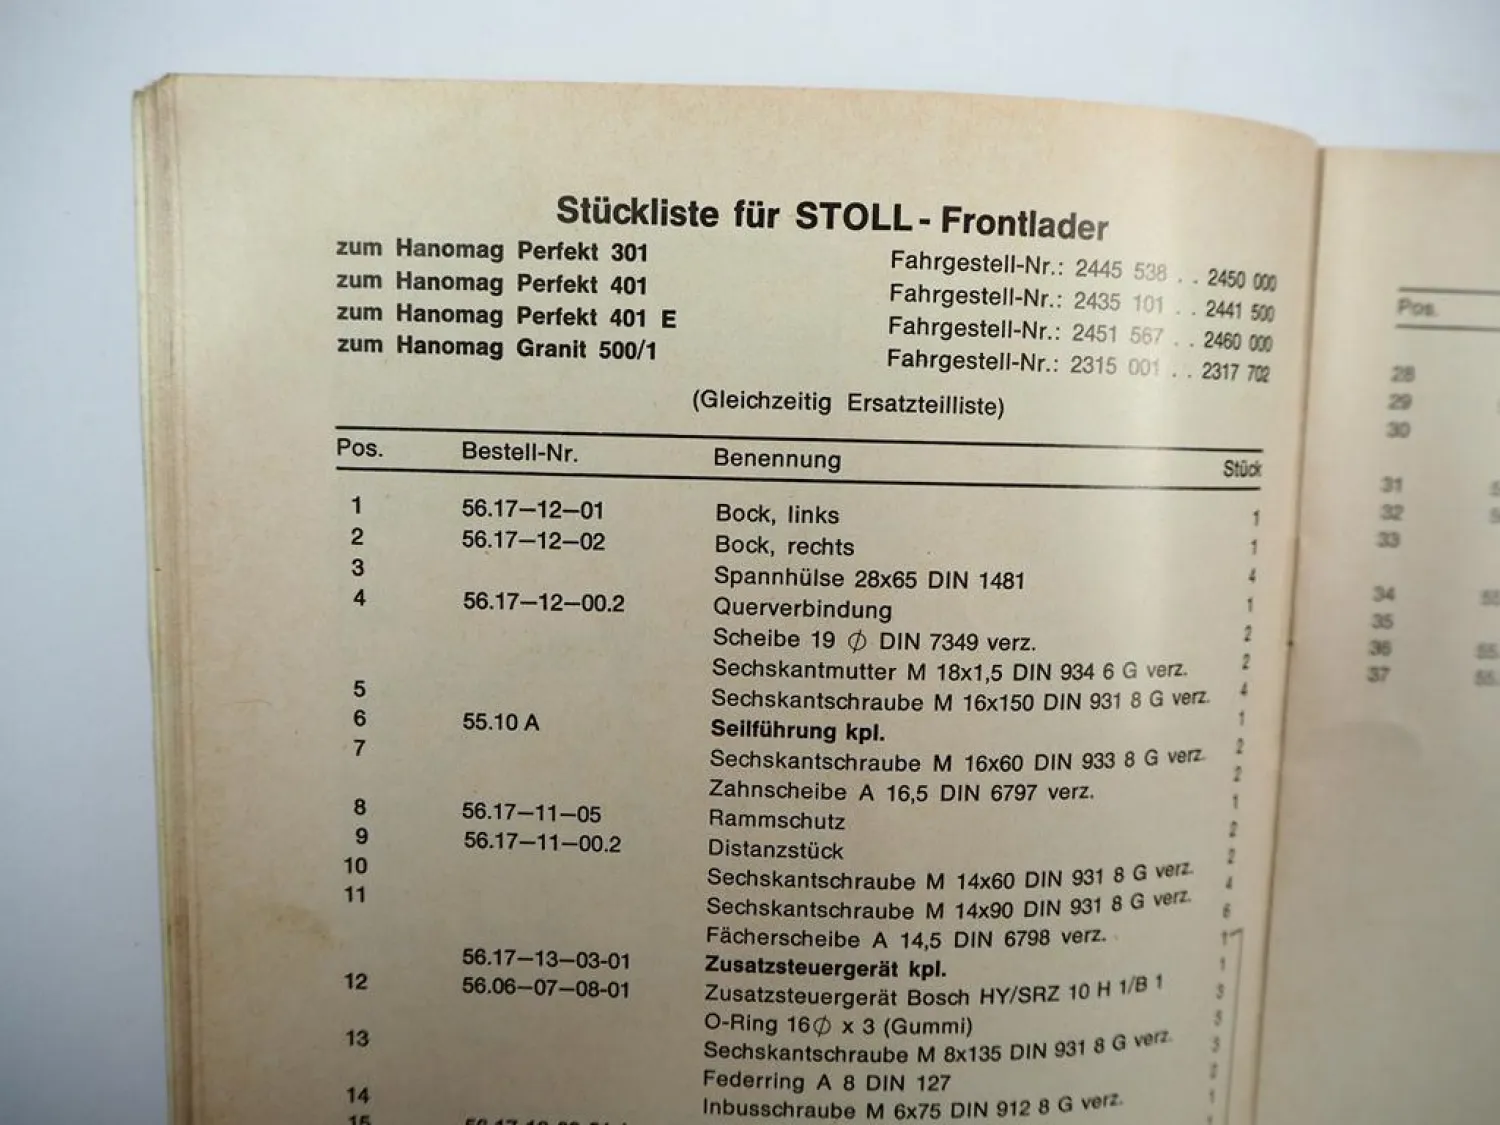 Stückliste für STOLL - Frontlader
zum Hanomag Perfekt 301 Fahrgestell-Nr.: 2445 538 . . 2450 000
zum Hanomag Perfekt 401 Fahrgestell-Nr.: 2435 101 . . 2441 500
zum Hanomag Perfekt 401 E Fahrgestell-Nr.: 2451 567 . . 2460 000
zum Hanomag Granit 500/1 Fahrgestell-Nr.: 2315 001 . . 2317 702
(Gleichzeitig Ersatzteilliste)
Pos. Bestell-Nr. Benennung Stück
1 56.17—12—01 Bock, links 1
2 56.17—12—02 Bock, rechts 1
3 Spannhülse 28x65 DIN 1481 4
4 56.17—12—00.2 Querverbindung 1
Scheibe 19 ∅ DIN 7349 verz. 2
Sechskantmutter M 18x1,5 DIN 934 6 G verz. 2
5 Sechskantschraube M 16x150 DIN 931 8 G verz. 4
6 55.10 A Seilführung kpl. 1
7 Sechskantschraube M 16x60 DIN 933 8 G verz. 2
Zahnscheibe A 16,5 DIN 6797 verz. 2
8 56.17—11—05 Rammschutz 1
9 56.17—11—00.2 Distanzstück 2
10 Sechskantschraube M 14x60 DIN 931 8 G verz. 2
11 Sechskantschraube M 14x90 DIN 931 8 G verz. 4
Fächerscheibe A 14,5 DIN 6798 verz. 6
56.17—13—03-01 Zusatzsteuergerät kpl. 1
12 56.06—07—08-01 Zusatzsteuergerät Bosch HY/SRZ 10 H 1/B 1 1
O-Ring 16∅ x 3 (Gummi) 3
13 Sechskantschraube M 8x135 DIN 931 8 G verz. 3
Federring A 8 DIN 127 3
14 Inbusschraube M 6x75 DIN 912 8 G verz.
15
Pos.
28
29
30
31
32
33
34
35
36 55.
37 55.